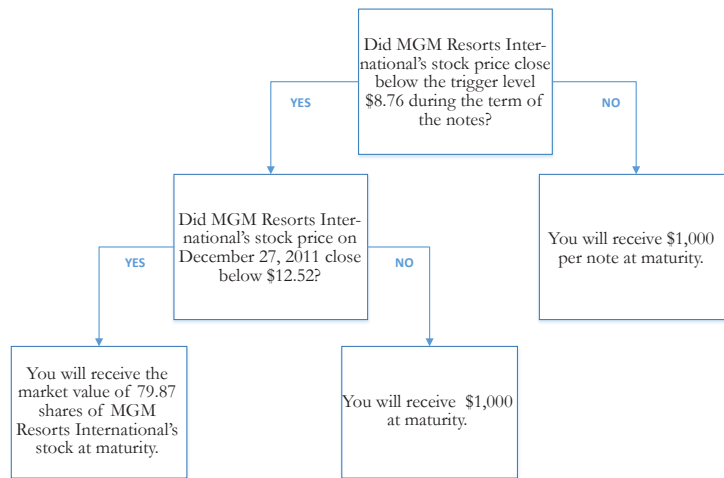 Did MGM Resorts Inter-
national's stock price close
below the trigger level
$8.76 during the term of
the notes?
YES
NO
Did MGM Resorts Inter-
national's stock price on
December 27, 2011 close
below $12.52?
You will receive $1,000
per note at maturity.
YES
NO
You will receive the
market value of 79.87
shares of MGM
Resorts International's
stock at maturity.
You will receive $1,000
at maturity.